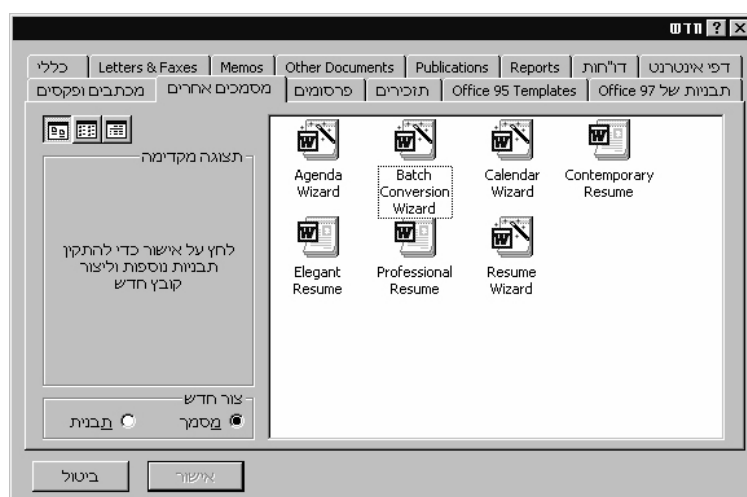 חדש
דפי אינטרנט דו"חות Reports Publications Other Documents Memos Letters & Faxes כללי
תבניות של Office 97 Office 95 Templates תזכירים פרסומים מסמכים אחרים מכתבים ופקסים
Agenda Wizard
Batch Conversion Wizard
Calendar Wizard
Contemporary Resume
Elegant Resume
Professional Resume
Resume Wizard
תצוגה מקדימה
לחץ על אישור כדי להתקין
תבניות נוספות וליצור
קובץ חדש
צור חדש
מסמך תבנית
אישור ביטול